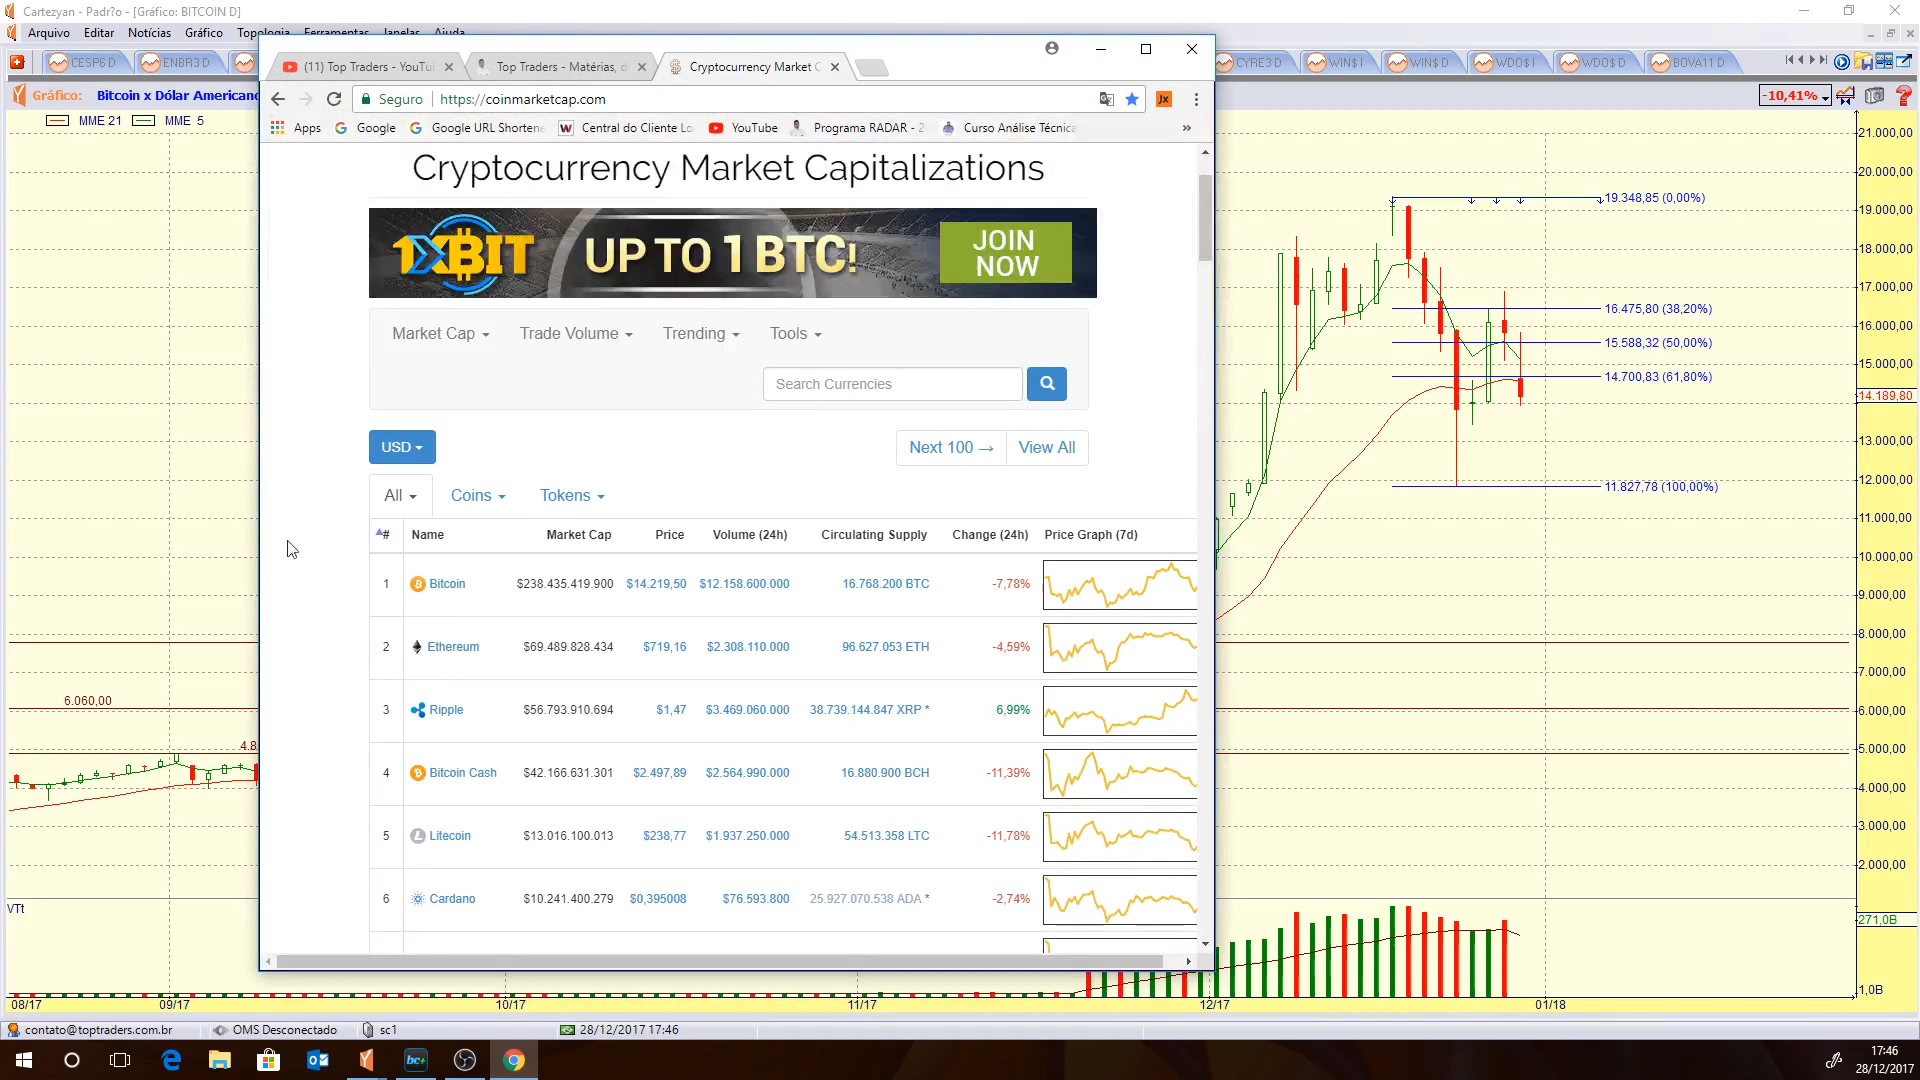 Cartezyan - Padr?o - [Gráfico: BITCOIN D]
Arquivo Editar Notícias Gráfico Topologia Ferramentas Janelas Ajuda
CESP6 D ENBR3 D CYRE3 D WIN$ I WIN$ D WDO$ I WDO$ D BOVA11 D
Gráfico: Bitcoin x Dólar Americano
-10,41%
MME 21 MME 5
(11) Top Traders - YouTu
Top Traders - Matérias, d
Cryptocurrency Market C
Seguro https://coinmarketcap.com
Apps Google Google URL Shortene Central do Cliente Lo YouTube Programa RADAR - 2 Curso Análise Técnica »
Cryptocurrency Market Capitalizations
1XBIT UP TO 1 BTC! JOIN NOW
Market Cap Trade Volume Trending Tools
Search Currencies
USD Next 100 → View All
All Coins Tokens
# Name Market Cap Price Volume (24h) Circulating Supply Change (24h) Price Graph (7d)
1 Bitcoin $238.435.419.900 $14.219,50 $12.158.600.000 16.768.200 BTC -7,78%
2 Ethereum $69.489.828.434 $719,16 $2.308.110.000 96.627.053 ETH -4,59%
3 Ripple $56.793.910.694 $1,47 $3.469.060.000 38.739.144.847 XRP * 6,99%
4 Bitcoin Cash $42.166.631.301 $2.497,89 $2.564.990.000 16.880.900 BCH -11,39%
5 Litecoin $13.016.100.013 $238,77 $1.937.250.000 54.513.358 LTC -11,78%
6 Cardano $10.241.400.279 $0,395008 $76.593.800 25.927.070.538 ADA * -2,74%
6.060,00
4.8
19.348,85 (0,00%)
16.475,80 (38,20%)
15.588,32 (50,00%)
14.700,83 (61,80%)
11.827,78 (100,00%)
21.000,00
20.000,00
19.000,00
18.000,00
17.000,00
16.000,00
15.000,00
14.189,80
13.000,00
12.000,00
11.000,00
10.000,00
9.000,00
8.000,00
7.000,00
6.000,00
5.000,00
4.000,00
3.000,00
2.000,00
VTt
271,0B
1,0B
08/17 09/17 10/17 11/17 12/17 01/18
contato@toptraders.com.br OMS Desconectado sc1 28/12/2017 17:46
bc+
17:46
28/12/2017